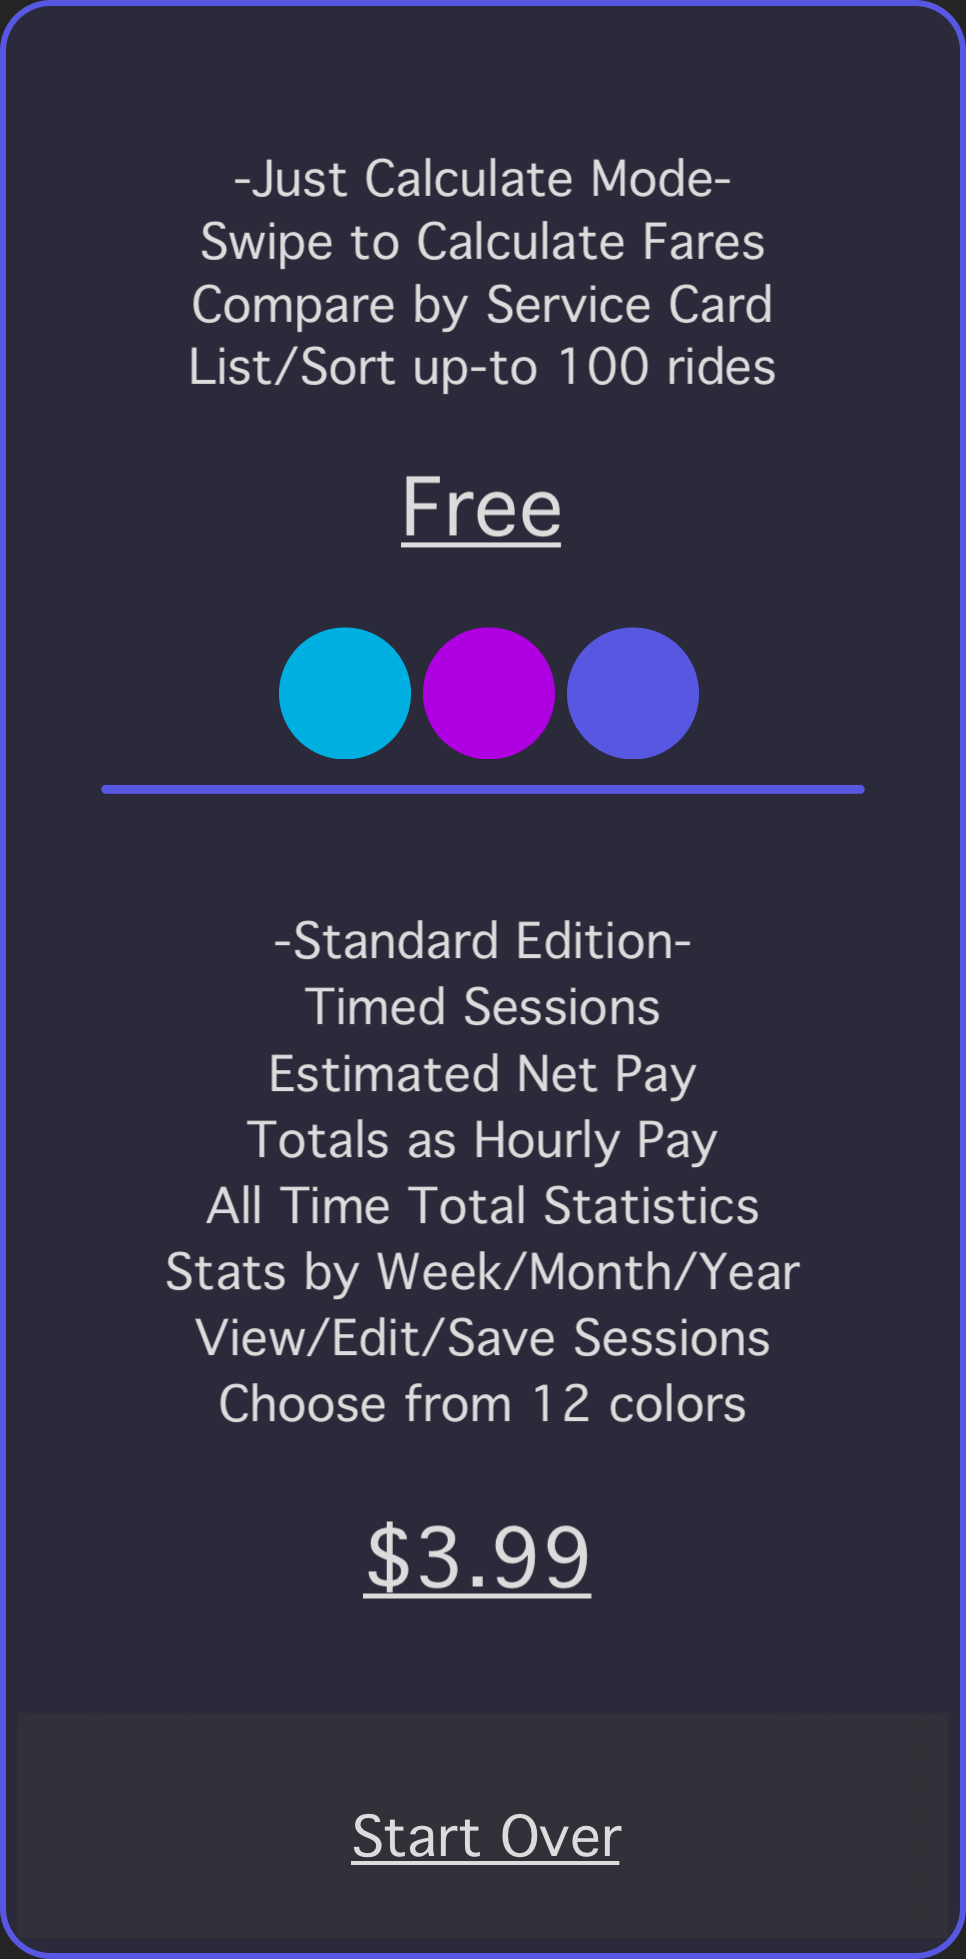 -Just Calculate Mode-
Swipe to Calculate Fares
Compare by Service Card
List/Sort up-to 100 rides
Free
-Standard Edition-
Timed Sessions
Estimated Net Pay
Totals as Hourly Pay
All Time Total Statistics
Stats by Week/Month/Year
View/Edit/Save Sessions
Choose from 12 colors
$3.99
Start Over